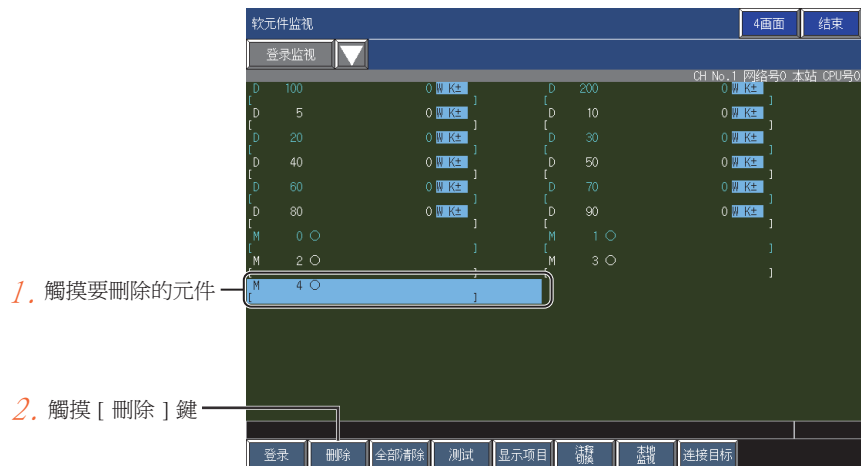 软元件监视 4画面 结束
登录监视
CH No.1 网络号0 本站 CPU号0
D 100 0 W K± D 200 0 W K±
[ ] [ ]
D 5 0 W K± D 10 0 W K±
[ ] [ ]
D 20 0 W K± D 30 0 W K±
[ ] [ ]
D 40 0 W K± D 50 0 W K±
[ ] [ ]
D 60 0 W K± D 70 0 W K±
[ ] [ ]
D 80 0 W K± D 90 0 W K±
[ ] [ ]
M 0 ○ M 1 ○
[ ] [ ]
M 2 ○ M 3 ○
[ ] [ ]
M 4 ○
[ ]
1. 觸摸要刪除的元件
2. 觸摸 [ 刪除 ] 鍵
登录 删除 全部清除 测试 显示项目 注释切换 本地监视 连接目标